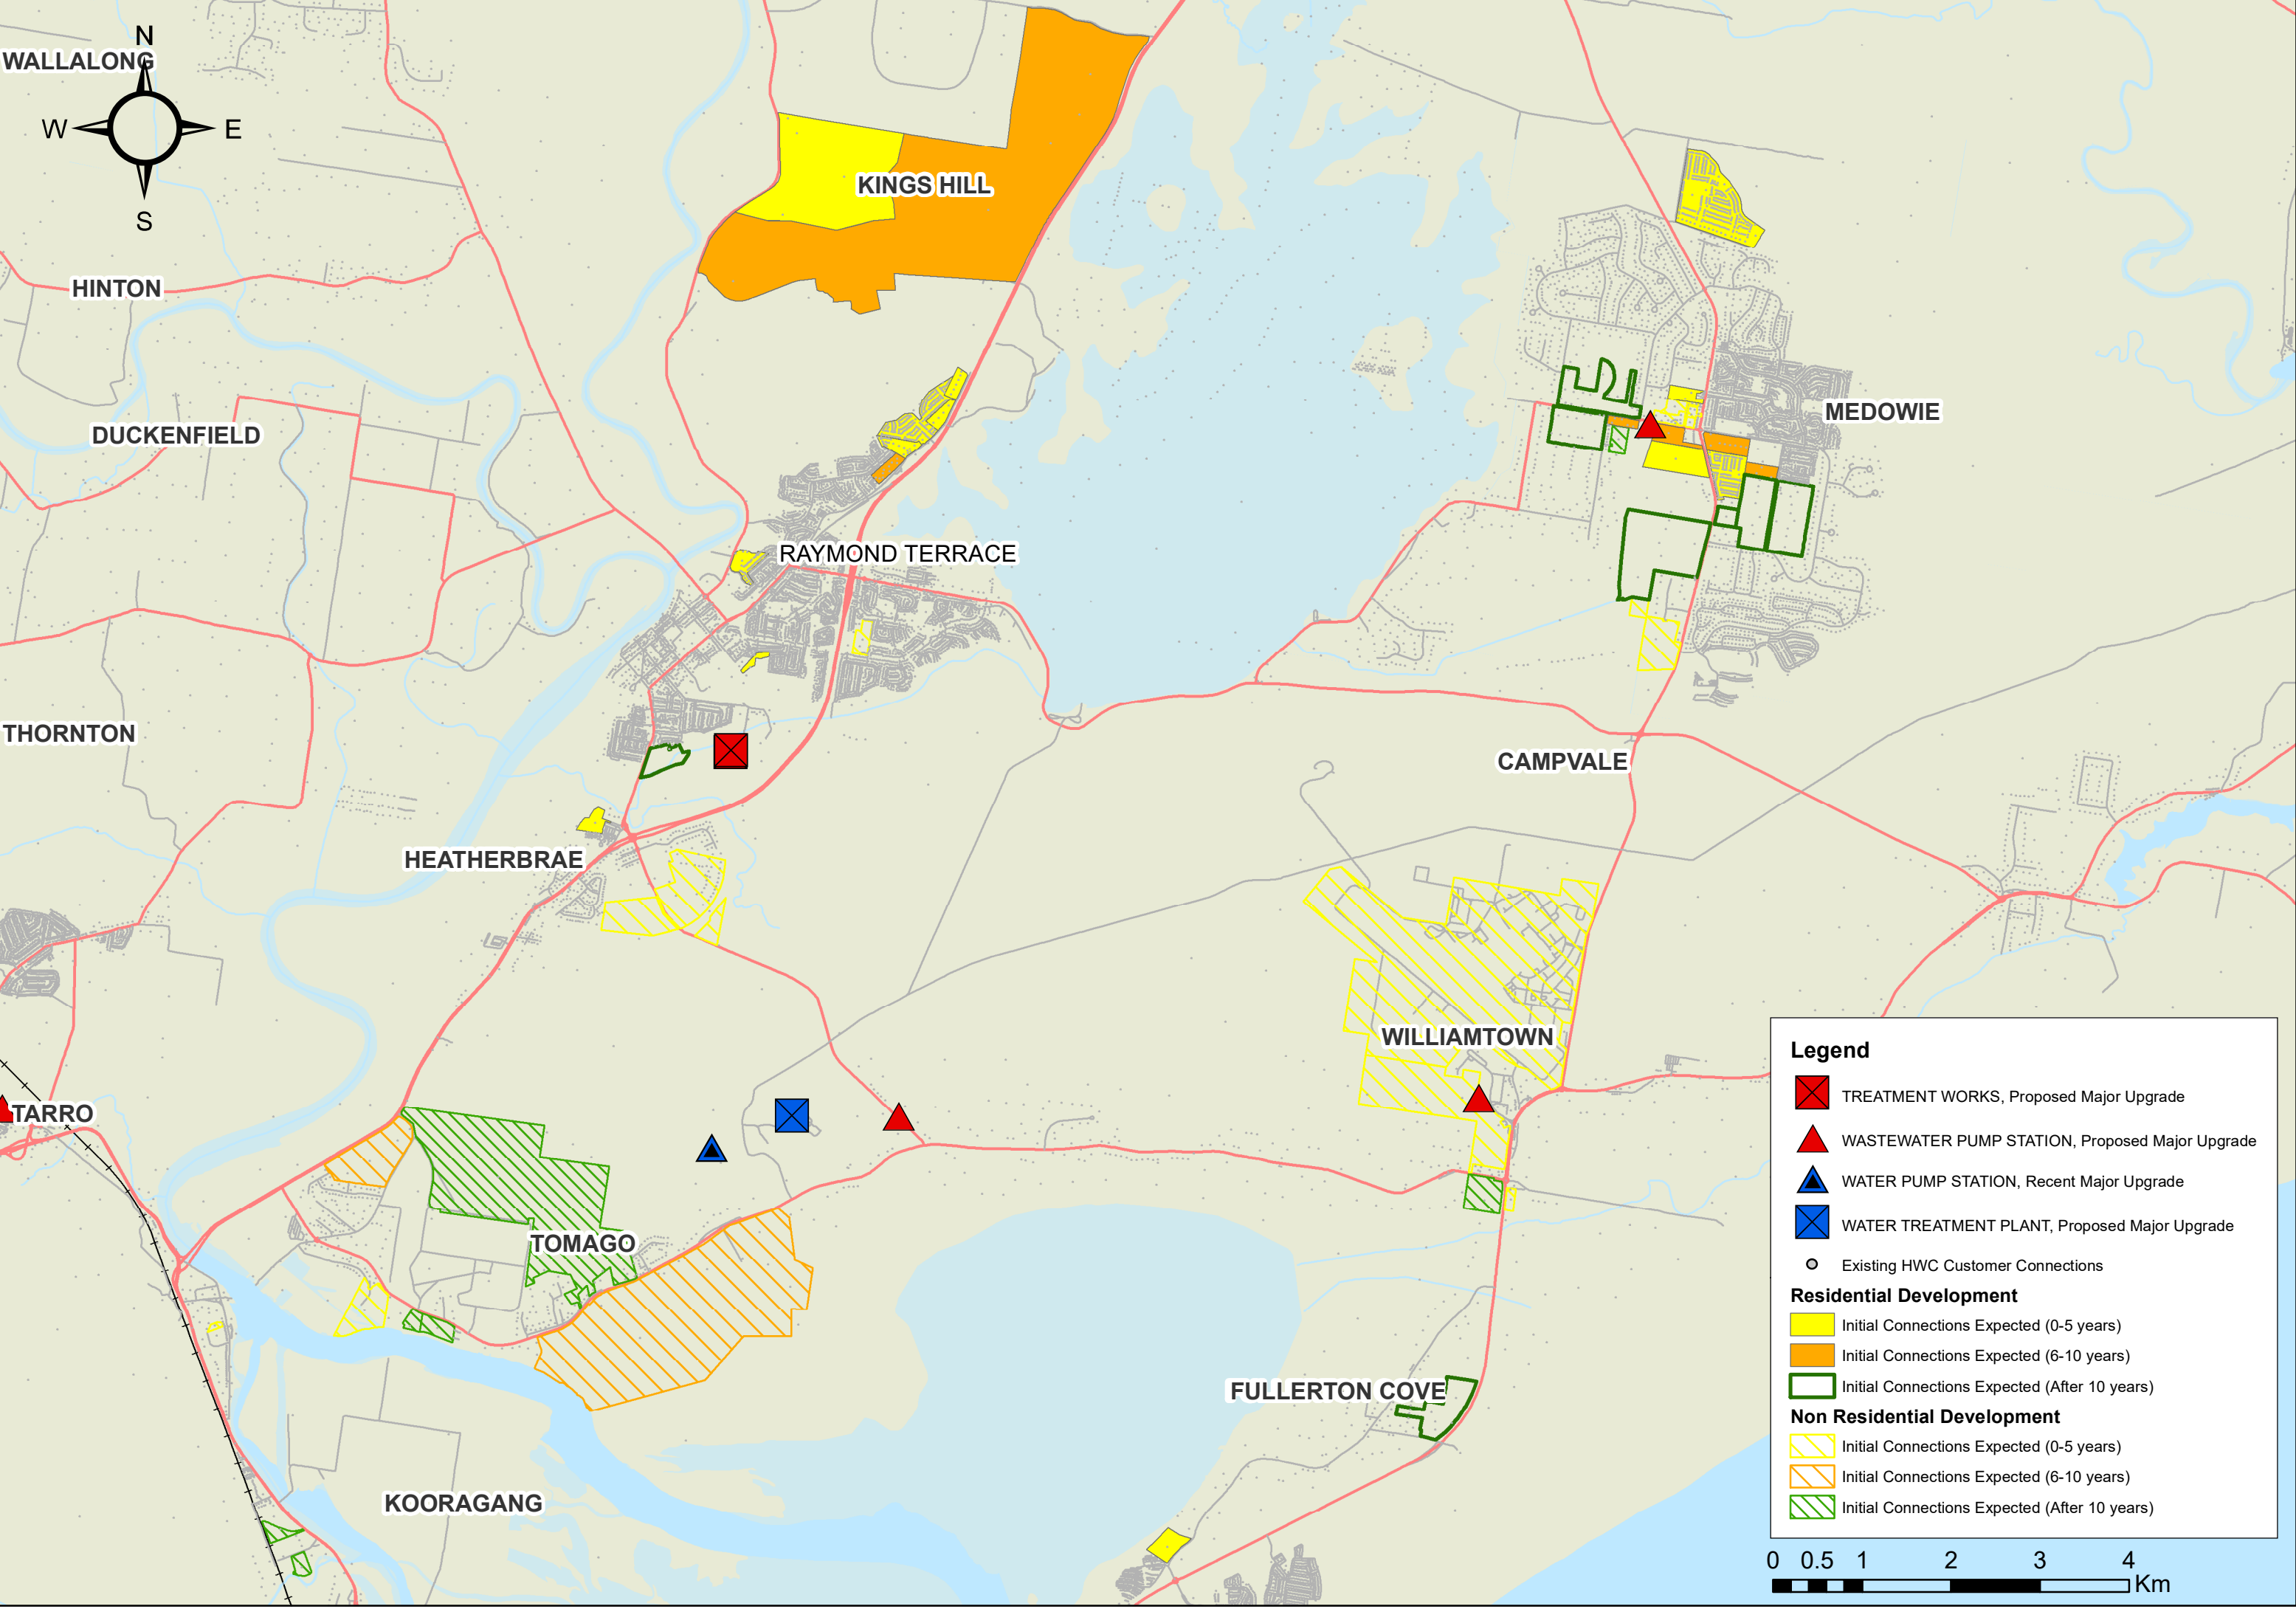 N
WALLALONG
W
E
S
KINGS HILL
HINTON
MEDOWIE
DUCKENFIELD
RAYMOND TERRACE
THORNTON
CAMPVALE
HEATHERBRAE
WILLIAMTOWN
TARRO
TOMAGO
FULLERTON COVE
KOORAGANG
Legend
TREATMENT WORKS, Proposed Major Upgrade
WASTEWATER PUMP STATION, Proposed Major Upgrade
WATER PUMP STATION, Recent Major Upgrade
WATER TREATMENT PLANT, Proposed Major Upgrade
Existing HWC Customer Connections
Residential Development
Initial Connections Expected (0-5 years)
Initial Connections Expected (6-10 years)
Initial Connections Expected (After 10 years)
Non Residential Development
Initial Connections Expected (0-5 years)
Initial Connections Expected (6-10 years)
Initial Connections Expected (After 10 years)
0 0.5 1 2 3 4
Km